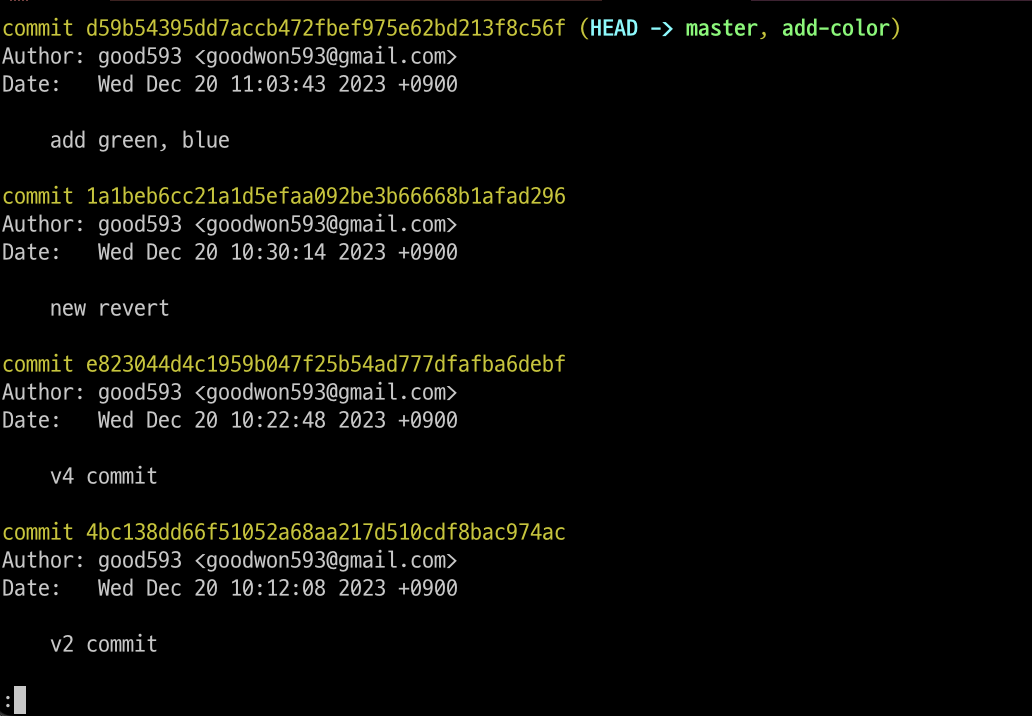 commit d59b54395dd7accb472fbef975e62bd213f8c56f (HEAD -> master, add-color)
Author: good593 <goodwon593@gmail.com>
Date:   Wed Dec 20 11:03:43 2023 +0900
    add green, blue
commit 1a1beb6cc21a1d5efaa092be3b66668b1afad296
Author: good593 <goodwon593@gmail.com>
Date:   Wed Dec 20 10:30:14 2023 +0900
    new revert
commit e823044d4c1959b047f25b54ad777dfafba6debf
Author: good593 <goodwon593@gmail.com>
Date:   Wed Dec 20 10:22:48 2023 +0900
    v4 commit
commit 4bc138dd66f51052a68aa217d510cdf8bac974ac
Author: good593 <goodwon593@gmail.com>
Date:   Wed Dec 20 10:12:08 2023 +0900
    v2 commit
: